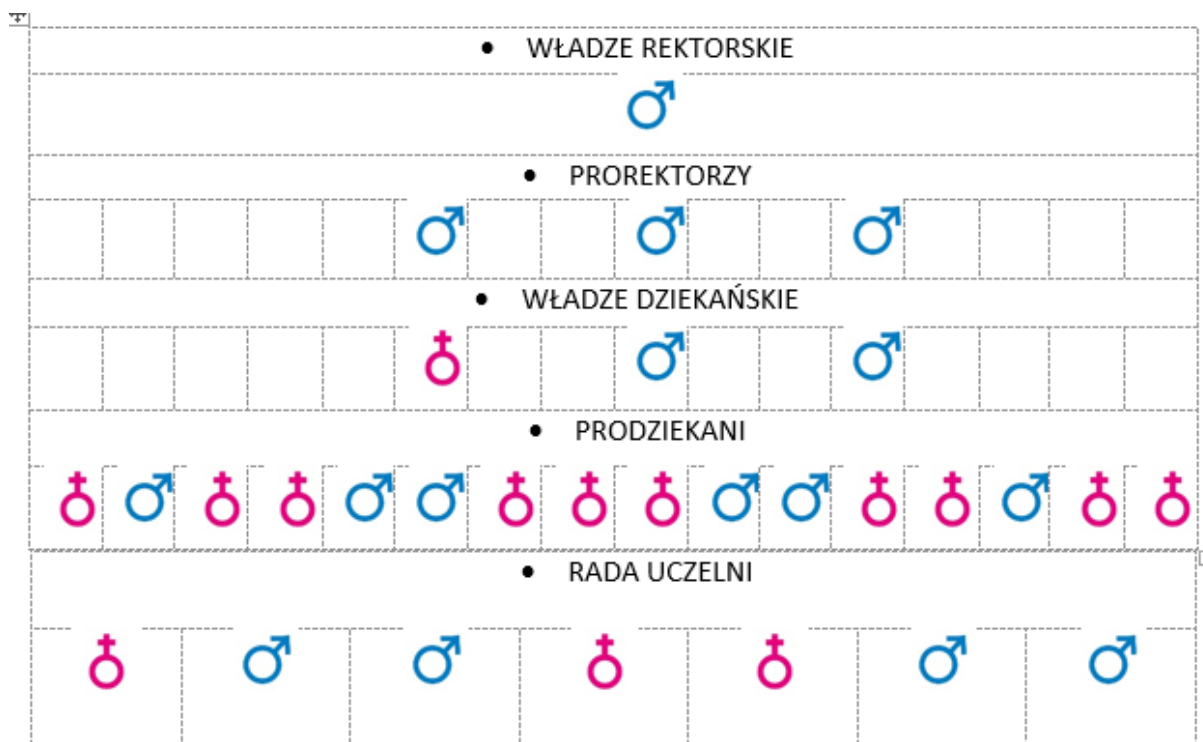 • WŁADZE REKTORSKIE
• PROREKTORZY
• WŁADZE DZIEKAŃSKIE
• PRODZIEKANI
• RADA UCZELNI